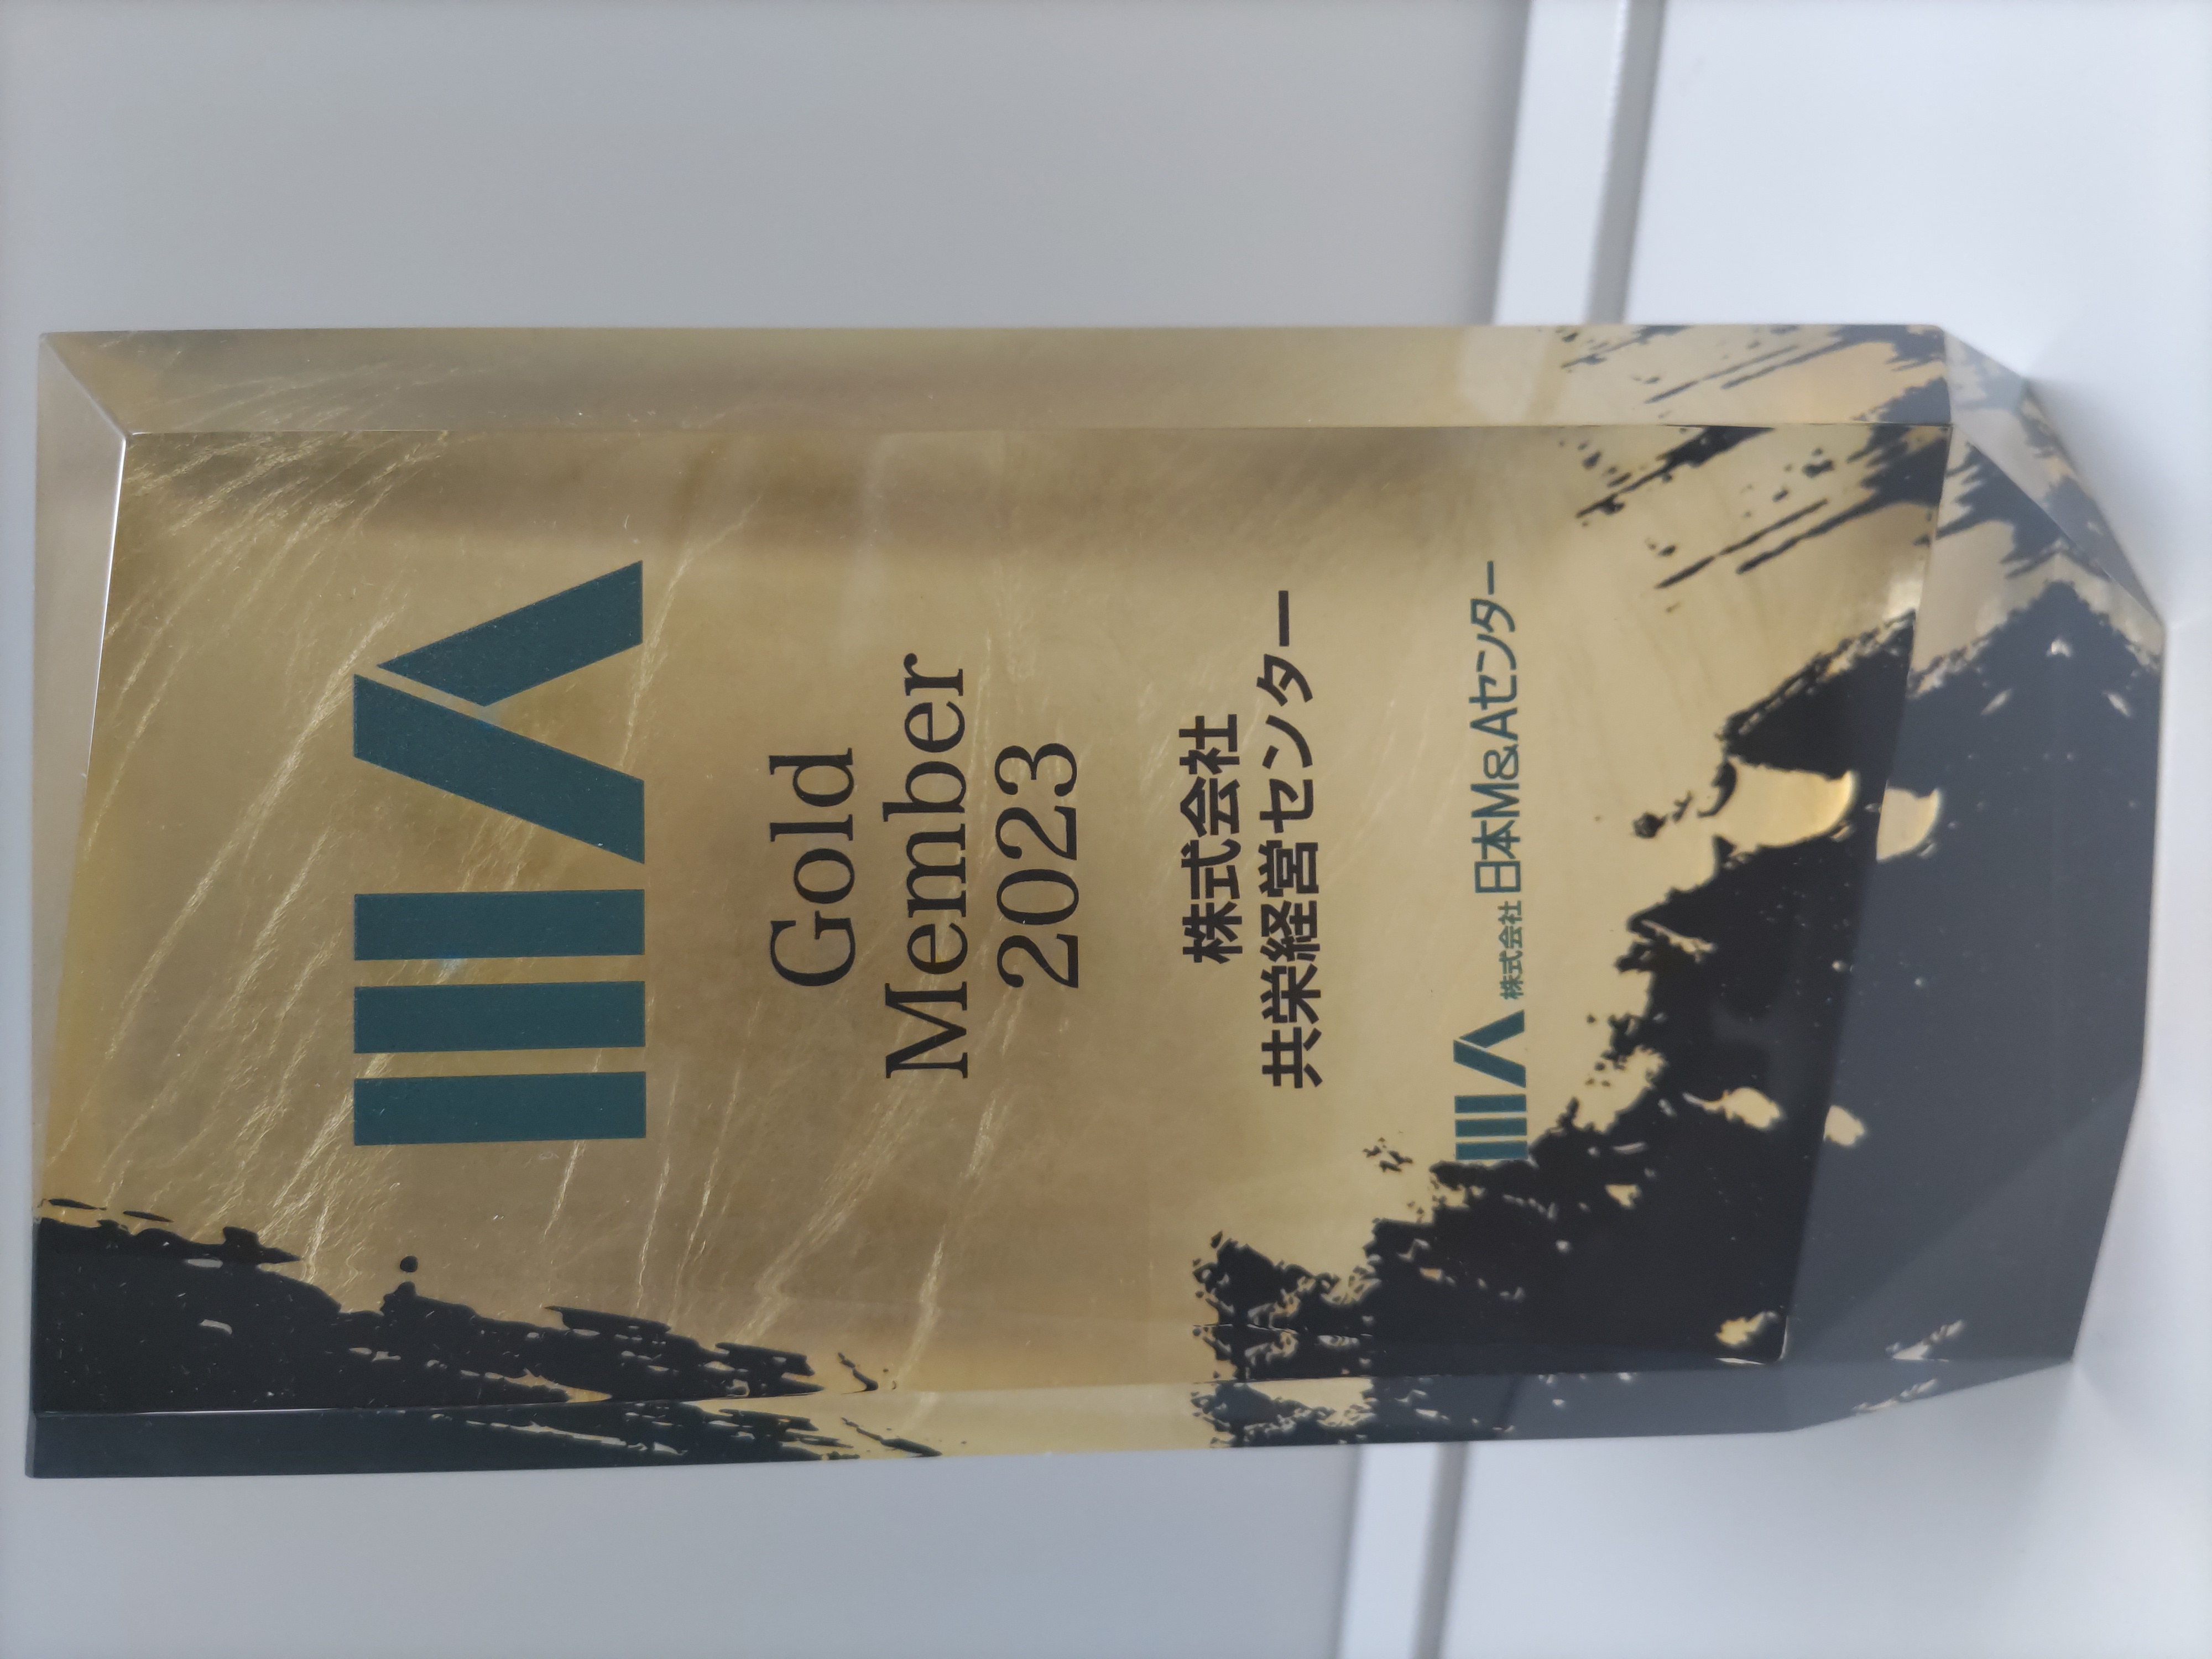 Gold
Member
2023
株式会社
共栄経営センター
株式会社 日本M&Aセンター